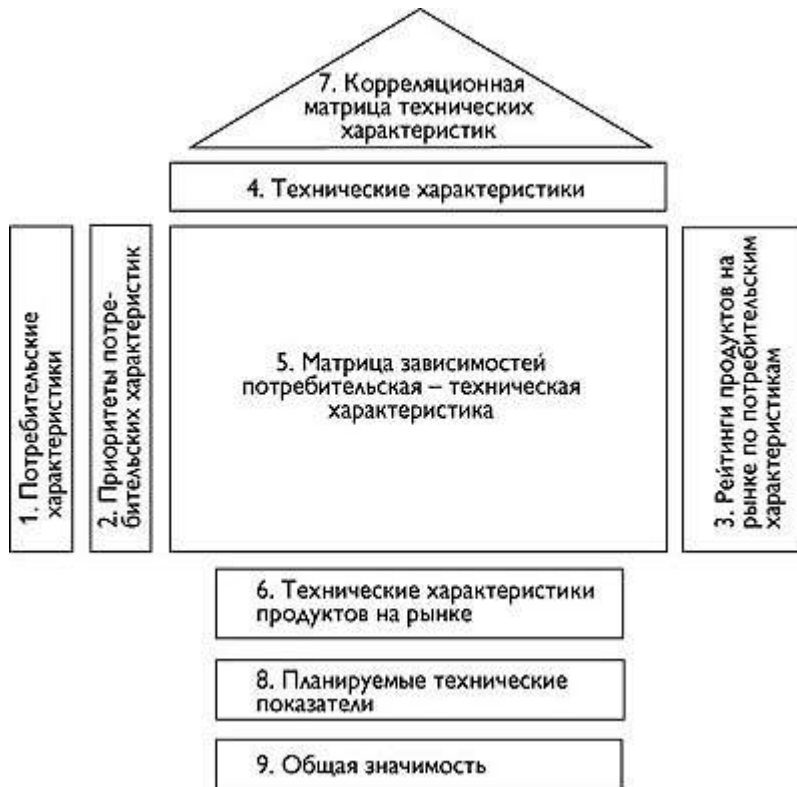 7. Корреляционная
матрица технических
характеристик
4. Технические характеристики
1. Потребительские
характеристики
2. Приоритеты потре-
бительских характеристик
5. Матрица зависимостей
потребительская – техническая
характеристика
3. Рейтинги продуктов на
рынке по потребительским
характеристикам
6. Технические характеристики
продуктов на рынке
8. Планируемые технические
показатели
9. Общая значимость